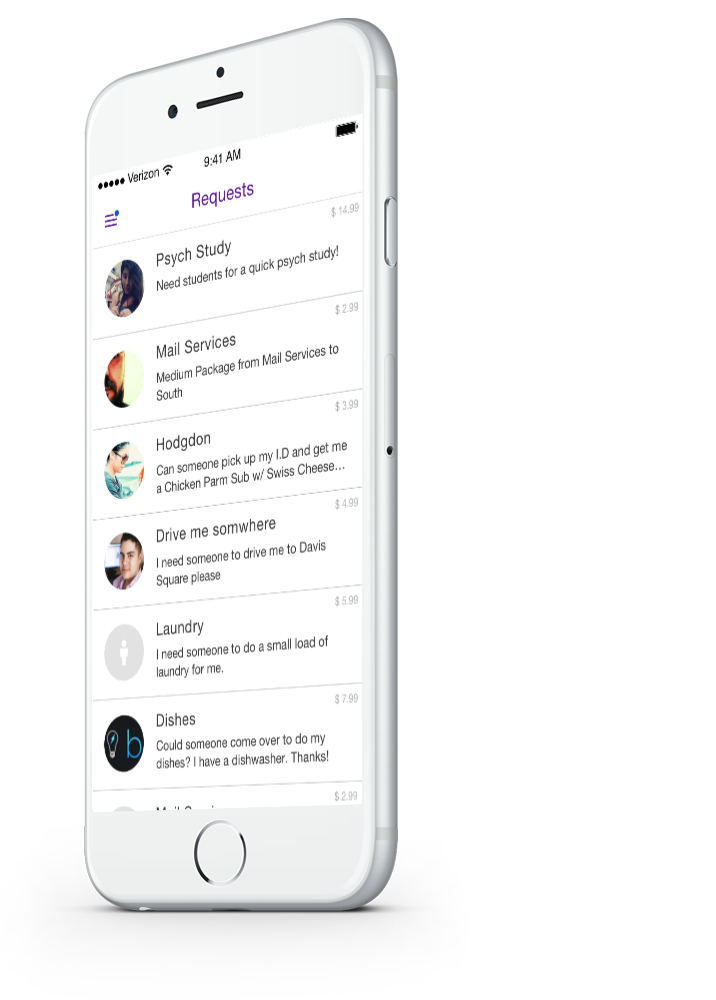 Verizon
9:41 AM
Requests
$ 14.99
Psych Study
Need students for a quick psych study!
$ 2.99
Mail Services
Medium Package from Mail Services to
South
$ 3.99
Hodgdon
Can someone pick up my I.D and get me
a Chicken Parm Sub w/ Swiss Cheese...
$ 4.99
Drive me somwhere
I need someone to drive me to Davis
Square please
$ 5.99
Laundry
I need someone to do a small load of
laundry for me.
$ 7.99
Dishes
b
Could someone come over to do my
dishes? I have a dishwasher. Thanks!
$ 2.99